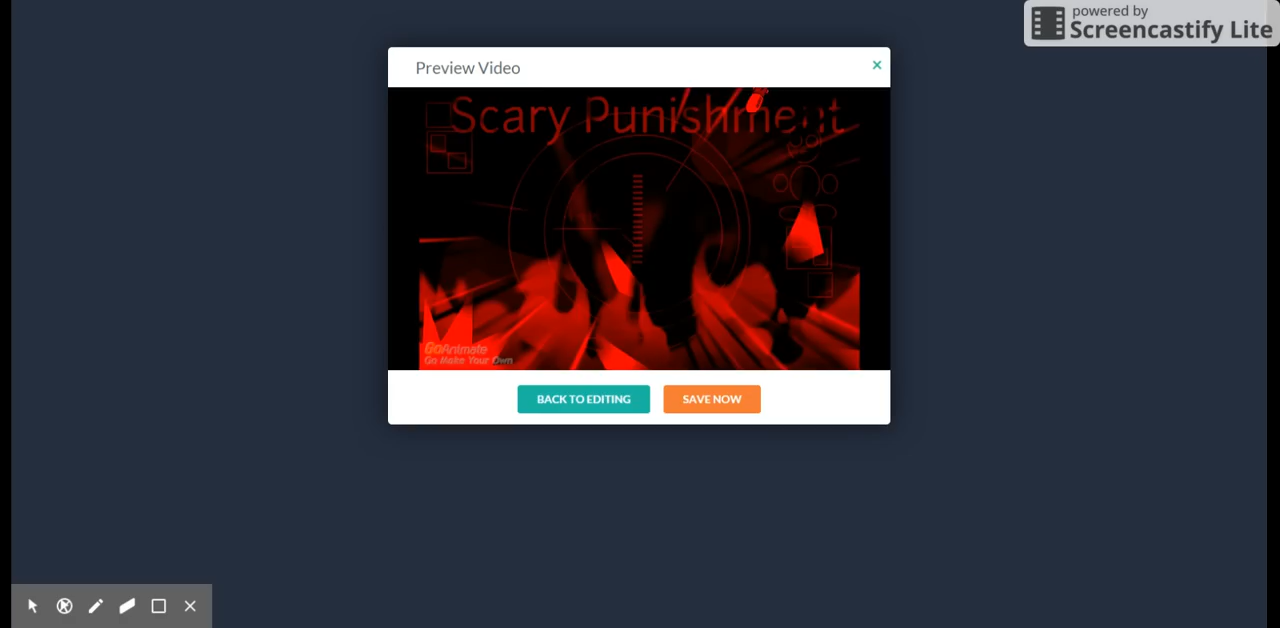 powered by
Screencastify Lite
Preview Video
×
Scary Punishment
GoAnimate
Go Make Your Own
BACK TO EDITING
SAVE NOW